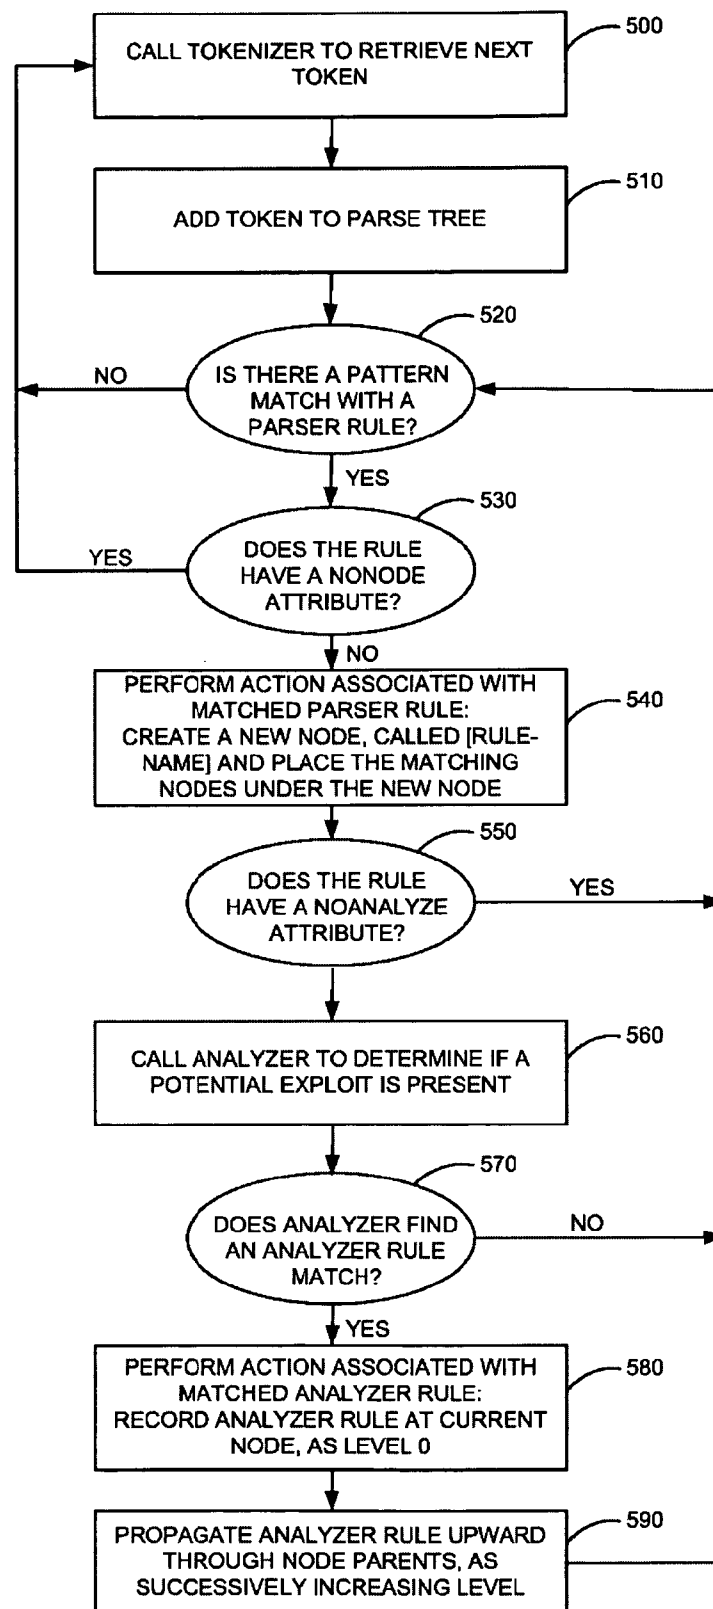 CALL TOKENIZER TO RETRIEVE NEXT
TOKEN
500
ADD TOKEN TO PARSE TREE
510
520
IS THERE A PATTERN
MATCH WITH A
PARSER RULE?
NO
YES
530
DOES THE RULE
HAVE A NONODE
ATTRIBUTE?
YES
NO
PERFORM ACTION ASSOCIATED WITH
MATCHED PARSER RULE:
CREATE A NEW NODE, CALLED [RULE-
NAME] AND PLACE THE MATCHING
NODES UNDER THE NEW NODE
540
550
DOES THE RULE
HAVE A NOANALYZE
ATTRIBUTE?
YES
CALL ANALYZER TO DETERMINE IF A
POTENTIAL EXPLOIT IS PRESENT
560
570
DOES ANALYZER FIND
AN ANALYZER RULE
MATCH?
NO
YES
PERFORM ACTION ASSOCIATED WITH
MATCHED ANALYZER RULE:
RECORD ANALYZER RULE AT CURRENT
NODE, AS LEVEL 0
580
PROPAGATE ANALYZER RULE UPWARD
THROUGH NODE PARENTS, AS
SUCCESSIVELY INCREASING LEVEL
590